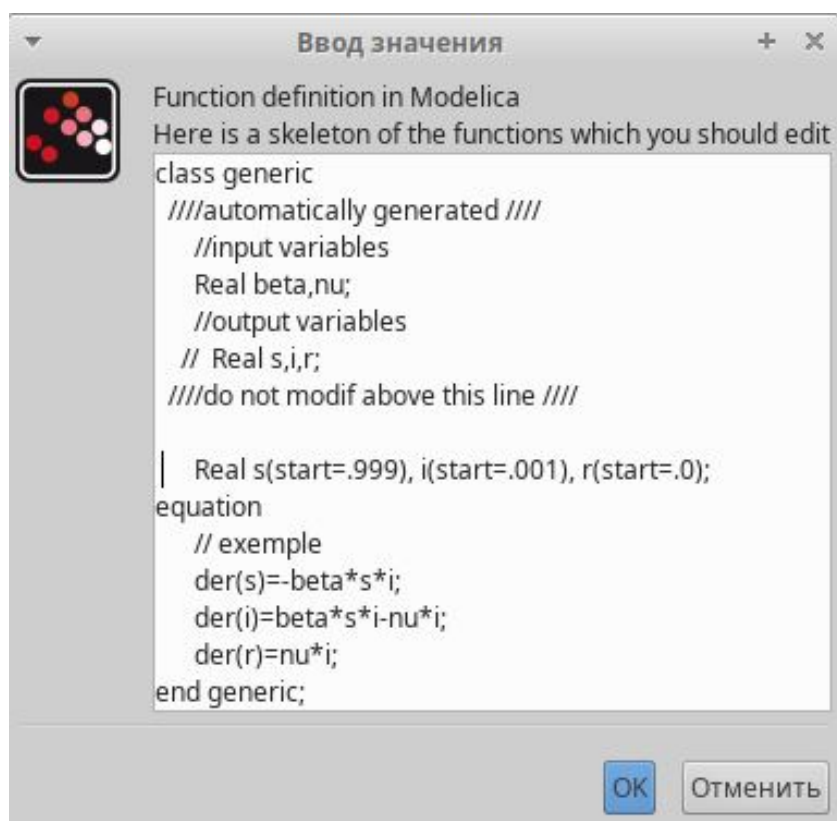 Ввод значения
Function definition in Modelica
Here is a skeleton of the functions which you should edit
class generic
////automatically generated ////
//input variables
Real beta,nu;
//output variables
// Real s,i,r;
////do not modif above this line ////
Real s(start=.999), i(start=.001), r(start=.0);
equation
// exemple
der(s)=-beta*s*i;
der(i)=beta*s*i-nu*i;
der(r)=nu*i;
end generic;
OK Отменить